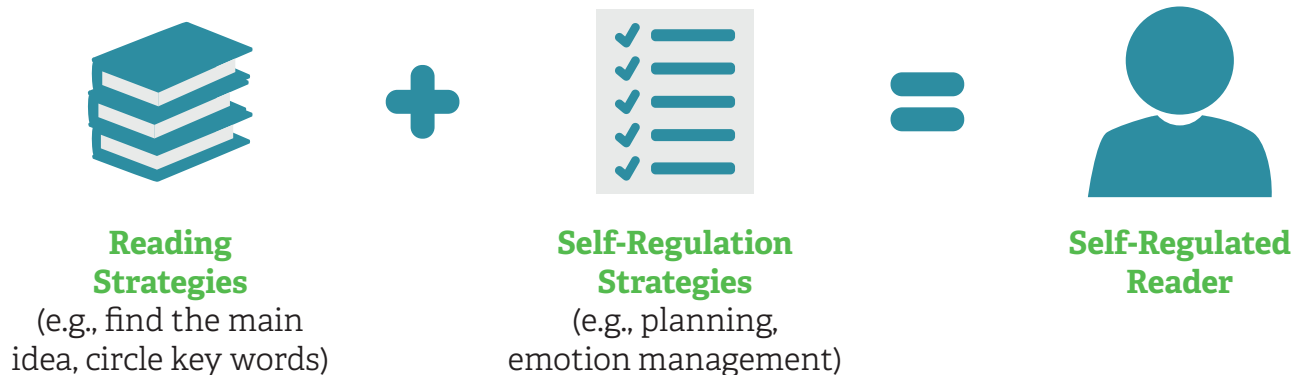 Reading
Strategies
(e.g., find the main
idea, circle key words)
Self-Regulation
Strategies
(e.g., planning,
emotion management)
Self-Regulated
Reader